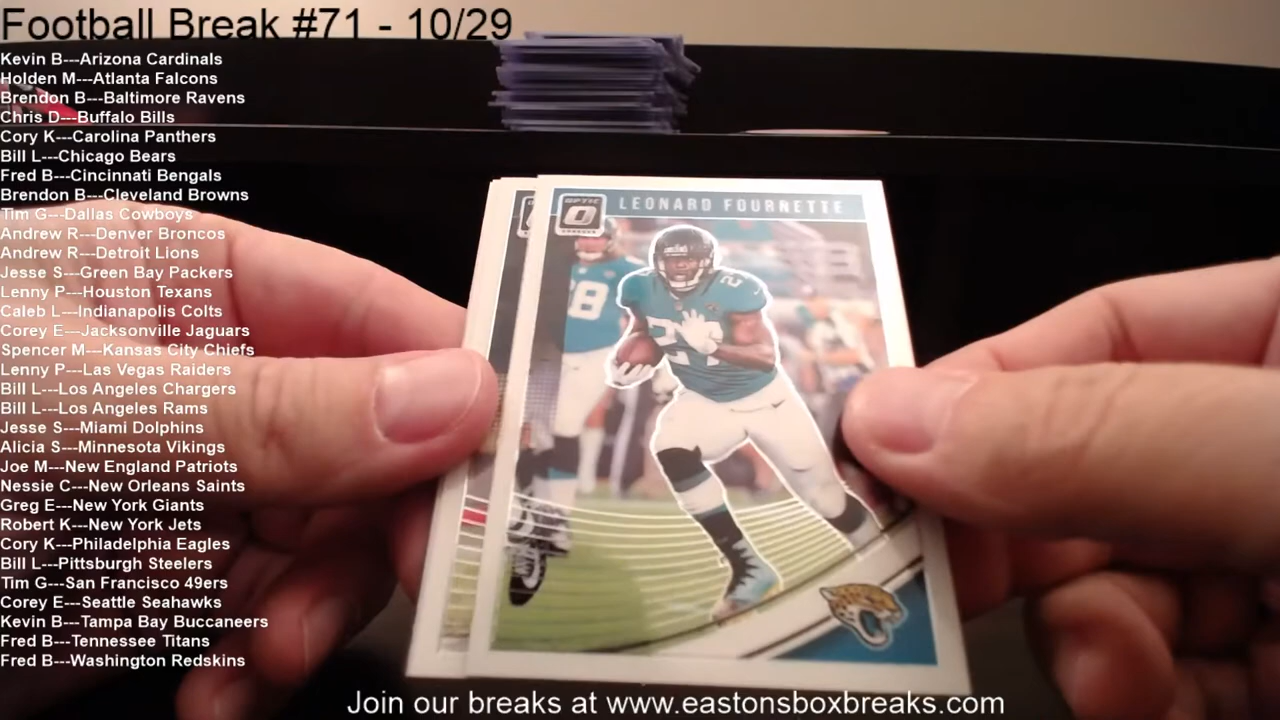 Football Break #71 - 10/29
Kevin B---Arizona Cardinals
Holden M---Atlanta Falcons
Brendon B---Baltimore Ravens
Chris D---Buffalo Bills
Cory K---Carolina Panthers
Bill L---Chicago Bears
Fred B---Cincinnati Bengals
Brendon B---Cleveland Browns
Tim G---Dallas Cowboys
Andrew R---Denver Broncos
Andrew R---Detroit Lions
Jesse S---Green Bay Packers
Lenny P---Houston Texans
Caleb L---Indianapolis Colts
Corey E---Jacksonville Jaguars
Spencer M---Kansas City Chiefs
Lenny P---Las Vegas Raiders
Bill L---Los Angeles Chargers
Bill L---Los Angeles Rams
Jesse S---Miami Dolphins
Alicia S---Minnesota Vikings
Joe M---New England Patriots
Nessie C---New Orleans Saints
Greg E---New York Giants
Robert K---New York Jets
Cory K---Philadelphia Eagles
Bill L---Pittsburgh Steelers
Tim G---San Francisco 49ers
Corey E---Seattle Seahawks
Kevin B---Tampa Bay Buccaneers
Fred B---Tennessee Titans
Fred B---Washington Redskins
OPTIC
LEONARD FOURNETTE
Join our breaks at www.eastonsboxbreaks.com